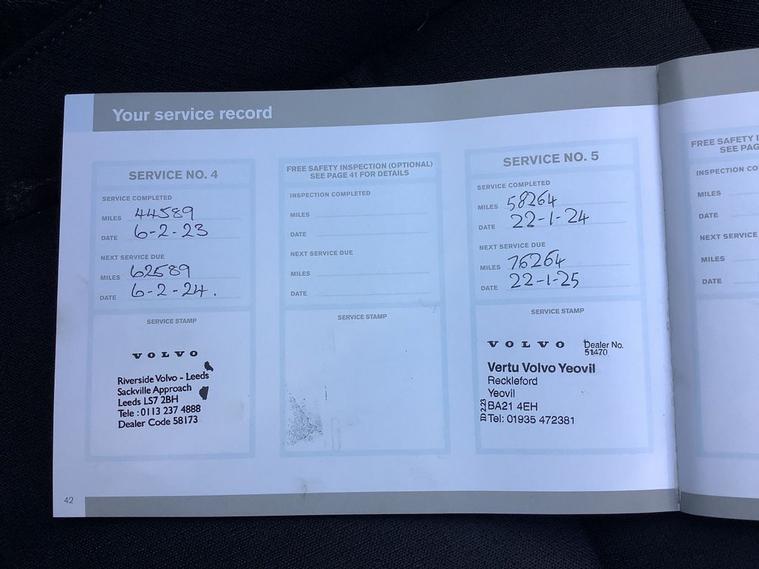 Your service record
SERVICE NO. 4
SERVICE COMPLETED
MILES 44589
DATE 6-2-23
NEXT SERVICE DUE
MILES 62589
DATE 6-2-24.
SERVICE STAMP
VOLVO
Riverside Volvo - Leeds
Sackville Approach
Leeds LS7 2BH
Tele : 0113 237 4888
Dealer Code 58173
FREE SAFETY INSPECTION (OPTIONAL)
SEE PAGE 41 FOR DETAILS
INSPECTION COMPLETED
MILES
DATE
NEXT SERVICE DUE
MILES
DATE
SERVICE STAMP
SERVICE NO. 5
SERVICE COMPLETED
MILES 58264
DATE 22-1-24
NEXT SERVICE DUE
MILES 76264
DATE 22-1-25
SERVICE STAMP
VOLVO Dealer No.
51470
Vertu Volvo Yeovil
Reckleford
Yeovil
BA21 4EH
Tel: 01935 472381
FREE SAFETY
SEE PAG
INSPECTION CO
MILES
DATE
NEXT SERVICE
MILES
DATE
42